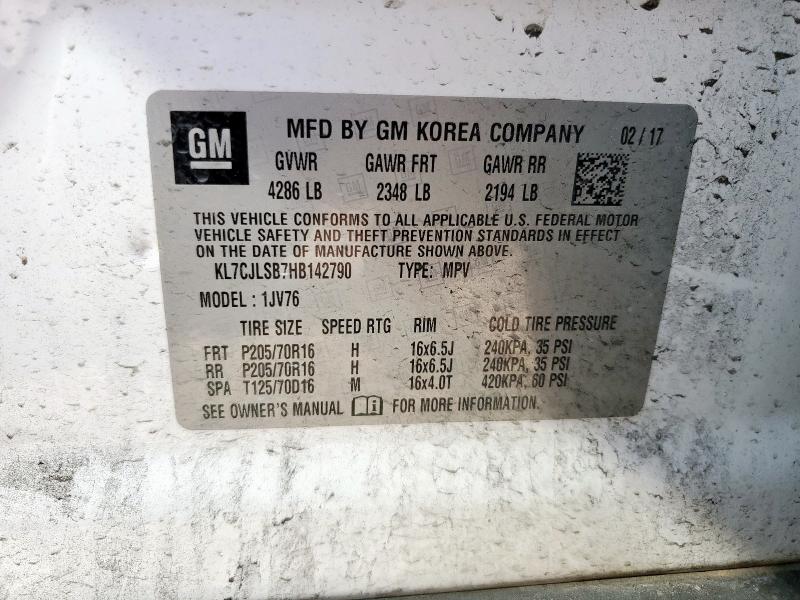 GM MFD BY GM KOREA COMPANY 02/17
GVWR GAWR FRT GAWR RR
4286 LB 2348 LB 2194 LB
THIS VEHICLE CONFORMS TO ALL APPLICABLE U.S. FEDERAL MOTOR
VEHICLE SAFETY AND THEFT PREVENTION STANDARDS IN EFFECT
ON THE DATE OF MANUFACTURE SHOWN ABOVE.
KL7CJLSB7HB142790 TYPE: MPV
MODEL : 1JV76
TIRE SIZE SPEED RTG RIM COLD TIRE PRESSURE
FRT P205/70R16 H 16x6.5J 240KPA, 35 PSI
RR P205/70R16 H 16x6.5J 240KPA, 35 PSI
SPA T125/70D16 M 16x4.0T 420KPA, 60 PSI
SEE OWNER'S MANUAL FOR MORE INFORMATION.